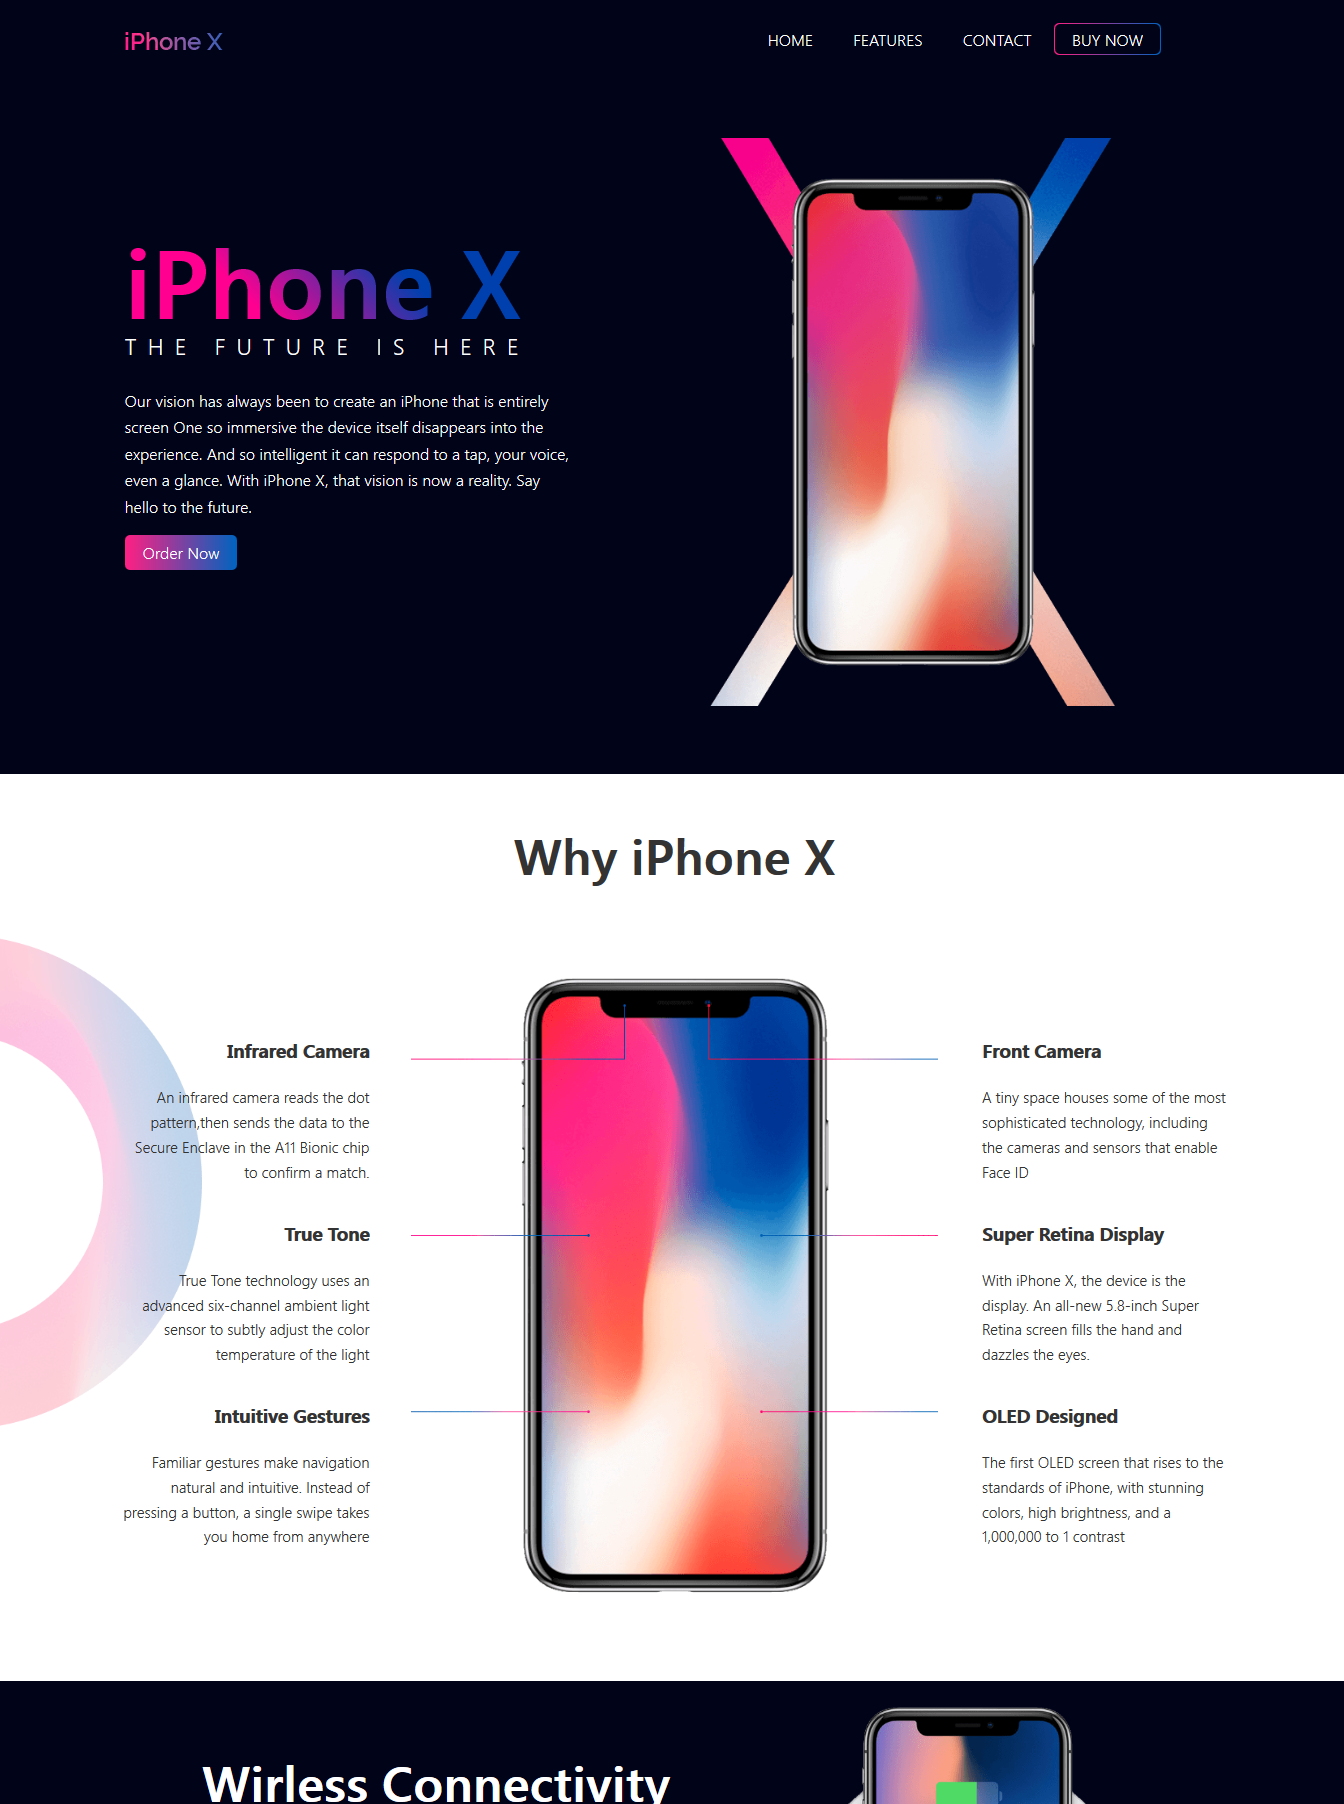 iPhone X
HOME
FEATURES
CONTACT
BUY NOW
iPhone X
THE FUTURE IS HERE
Our vision has always been to create an iPhone that is entirely
screen One so immersive the device itself disappears into the
experience. And so intelligent it can respond to a tap, your voice,
even a glance. With iPhone X, that vision is now a reality. Say
hello to the future.
Order Now
Why iPhone X
Infrared Camera
An infrared camera reads the dot
pattern,then sends the data to the
Secure Enclave in the A11 Bionic chip
to confirm a match.
True Tone
True Tone technology uses an
advanced six-channel ambient light
sensor to subtly adjust the color
temperature of the light
Intuitive Gestures
Familiar gestures make navigation
natural and intuitive. Instead of
pressing a button, a single swipe takes
you home from anywhere
Front Camera
A tiny space houses some of the most
sophisticated technology, including
the cameras and sensors that enable
Face ID
Super Retina Display
With iPhone X, the device is the
display. An all-new 5.8-inch Super
Retina screen fills the hand and
dazzles the eyes.
OLED Designed
The first OLED screen that rises to the
standards of iPhone, with stunning
colors, high brightness, and a
1,000,000 to 1 contrast
Wirless Connectivity